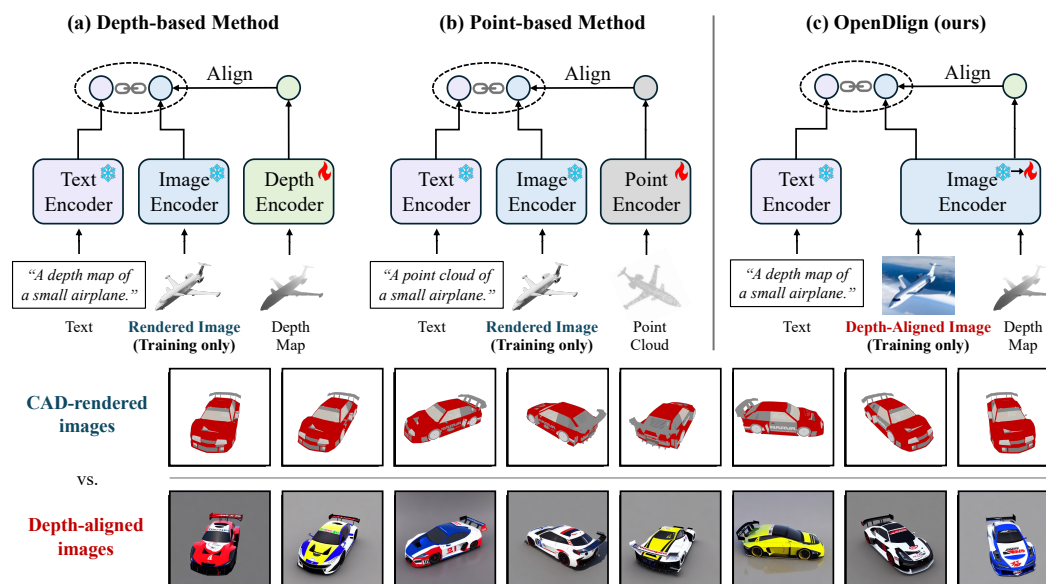 (a) Depth-based Method
Align
Text
Encoder
Image
Encoder
Depth
Encoder
“A depth map of
a small airplane.”
Text
Rendered Image
(Training only)
Depth
Map
(b) Point-based Method
Align
Text
Encoder
Image
Encoder
Point
Encoder
“A point cloud of
a small airplane.”
Text
Rendered Image
(Training only)
Point
Cloud
(c) OpenDlign (ours)
Align
Text
Encoder
Image
Encoder
“A depth map of
a small airplane.”
Text
Depth-Aligned Image
(Training only)
Depth
Map
CAD-rendered
images
vs.
Depth-aligned
images